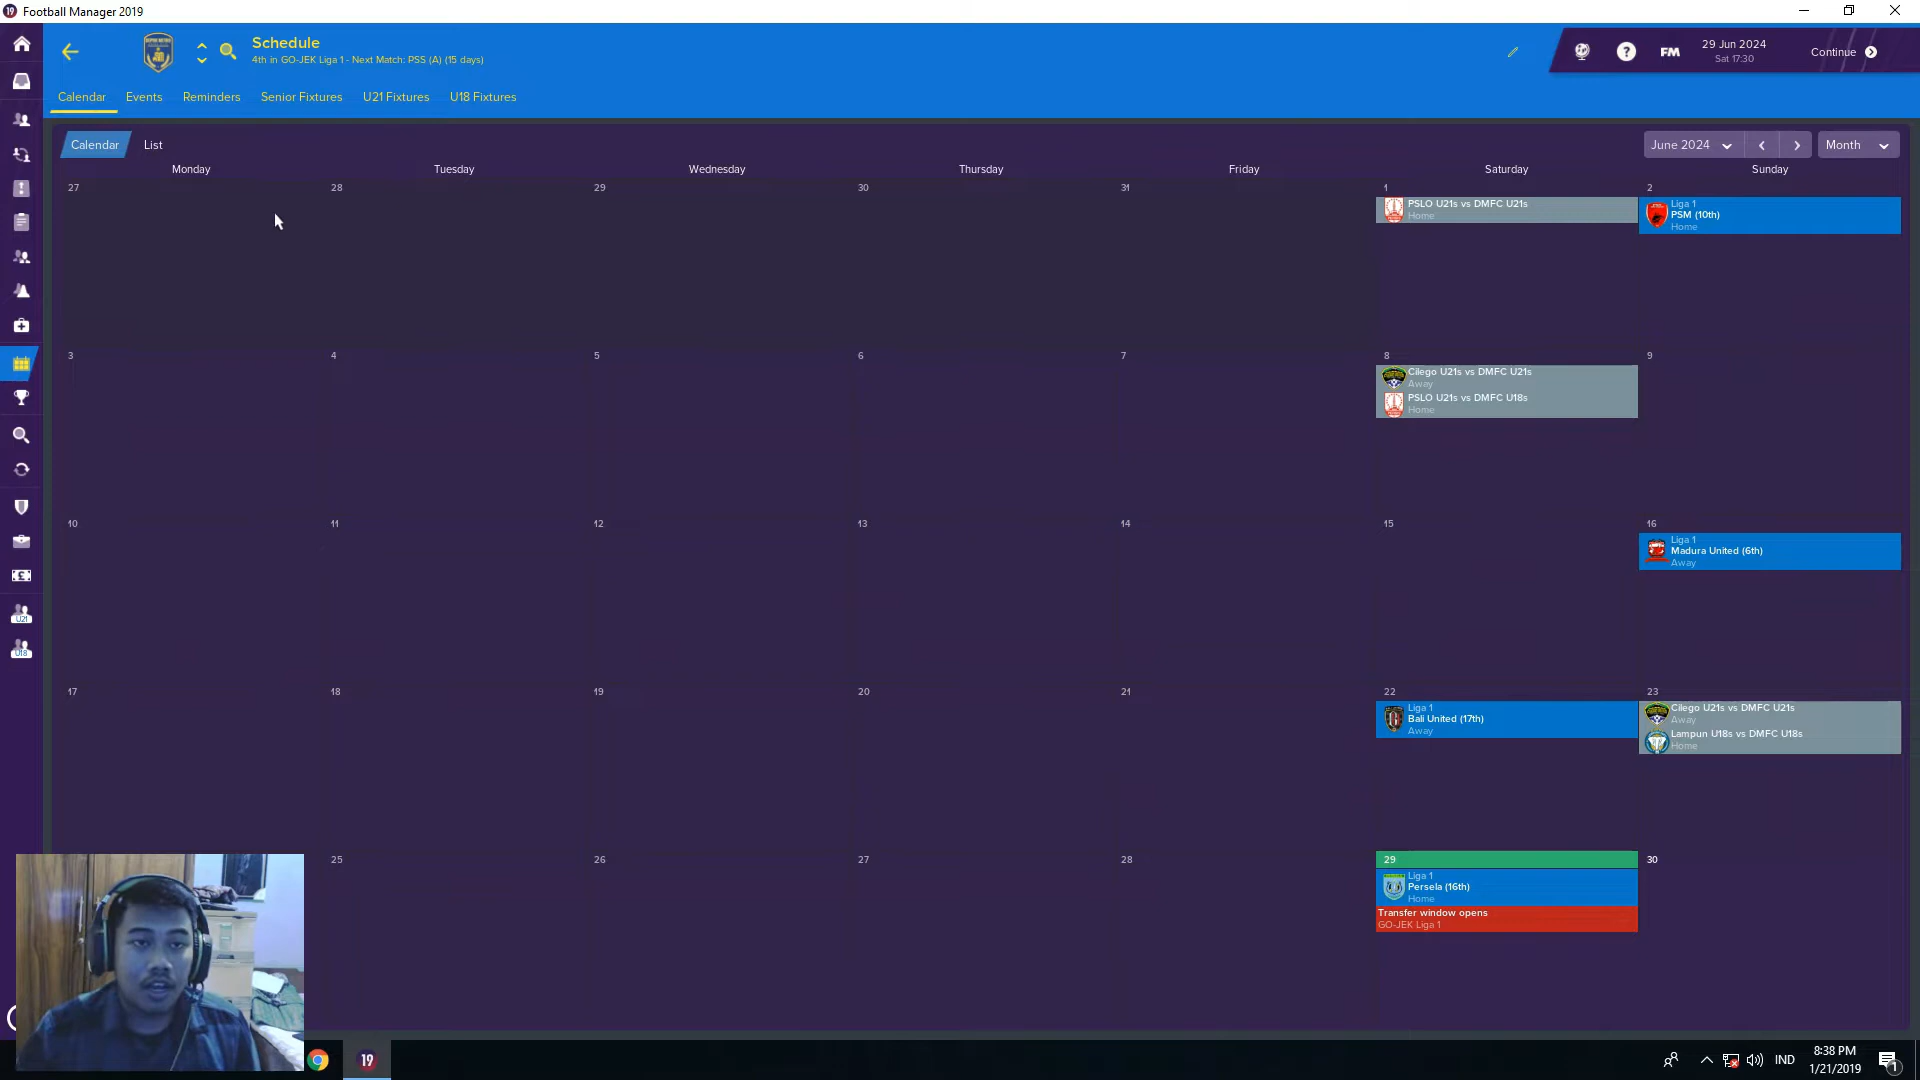 19 Football Manager 2019
Schedule
4th in GO-JEK Liga 1 - Next Match: PSS (A) (15 days)
FM
29 Jun 2024
Sat 17:30
Continue
Calendar Events Reminders Senior Fixtures U21 Fixtures U18 Fixtures
Calendar List
June 2024
Month
Monday Tuesday Wednesday Thursday Friday Saturday Sunday
27 28 29 30 31 1 2
PSLO U21s vs DMFC U21s
Home
Liga 1
PSM (10th)
Home
3 4 5 6 7 8 9
Cilego U21s vs DMFC U21s
Away
PSLO U21s vs DMFC U18s
Home
10 11 12 13 14 15 16
Liga 1
Madura United (6th)
Away
17 18 19 20 21 22 23
Liga 1
Bali United (17th)
Away
Cilego U21s vs DMFC U21s
Away
Lampun U18s vs DMFC U18s
Home
25 26 27 28 29 30
Liga 1
Persela (16th)
Home
Transfer window opens
GO-JEK Liga 1
U21
U18
19
IND
8:38 PM
1/21/2019
1